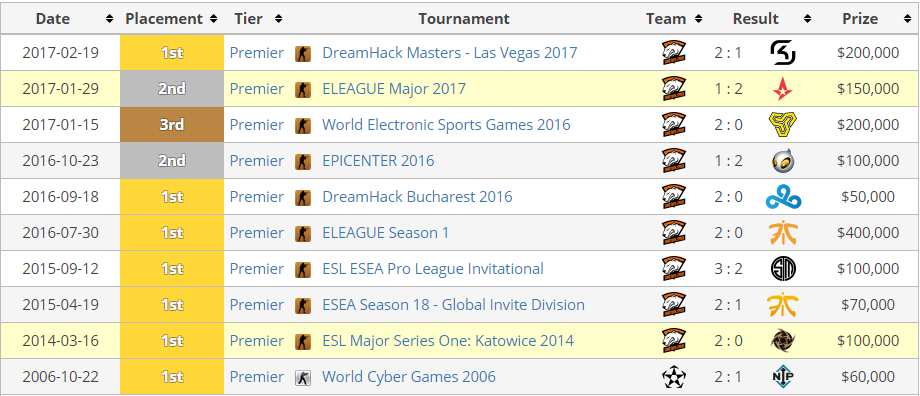 Date Placement Tier Tournament Team Result Prize
2017-02-19 1st Premier DreamHack Masters - Las Vegas 2017 2 : 1 $200,000
2017-01-29 2nd Premier ELEAGUE Major 2017 1 : 2 $150,000
2017-01-15 3rd Premier World Electronic Sports Games 2016 2 : 0 $200,000
2016-10-23 2nd Premier EPICENTER 2016 1 : 2 $100,000
2016-09-18 1st Premier DreamHack Bucharest 2016 2 : 0 $50,000
2016-07-30 1st Premier ELEAGUE Season 1 2 : 0 $400,000
2015-09-12 1st Premier ESL ESEA Pro League Invitational 3 : 2 $100,000
2015-04-19 1st Premier ESEA Season 18 - Global Invite Division 2 : 1 $70,000
2014-03-16 1st Premier ESL Major Series One: Katowice 2014 2 : 0 $100,000
2006-10-22 1st Premier World Cyber Games 2006 2 : 1 $60,000